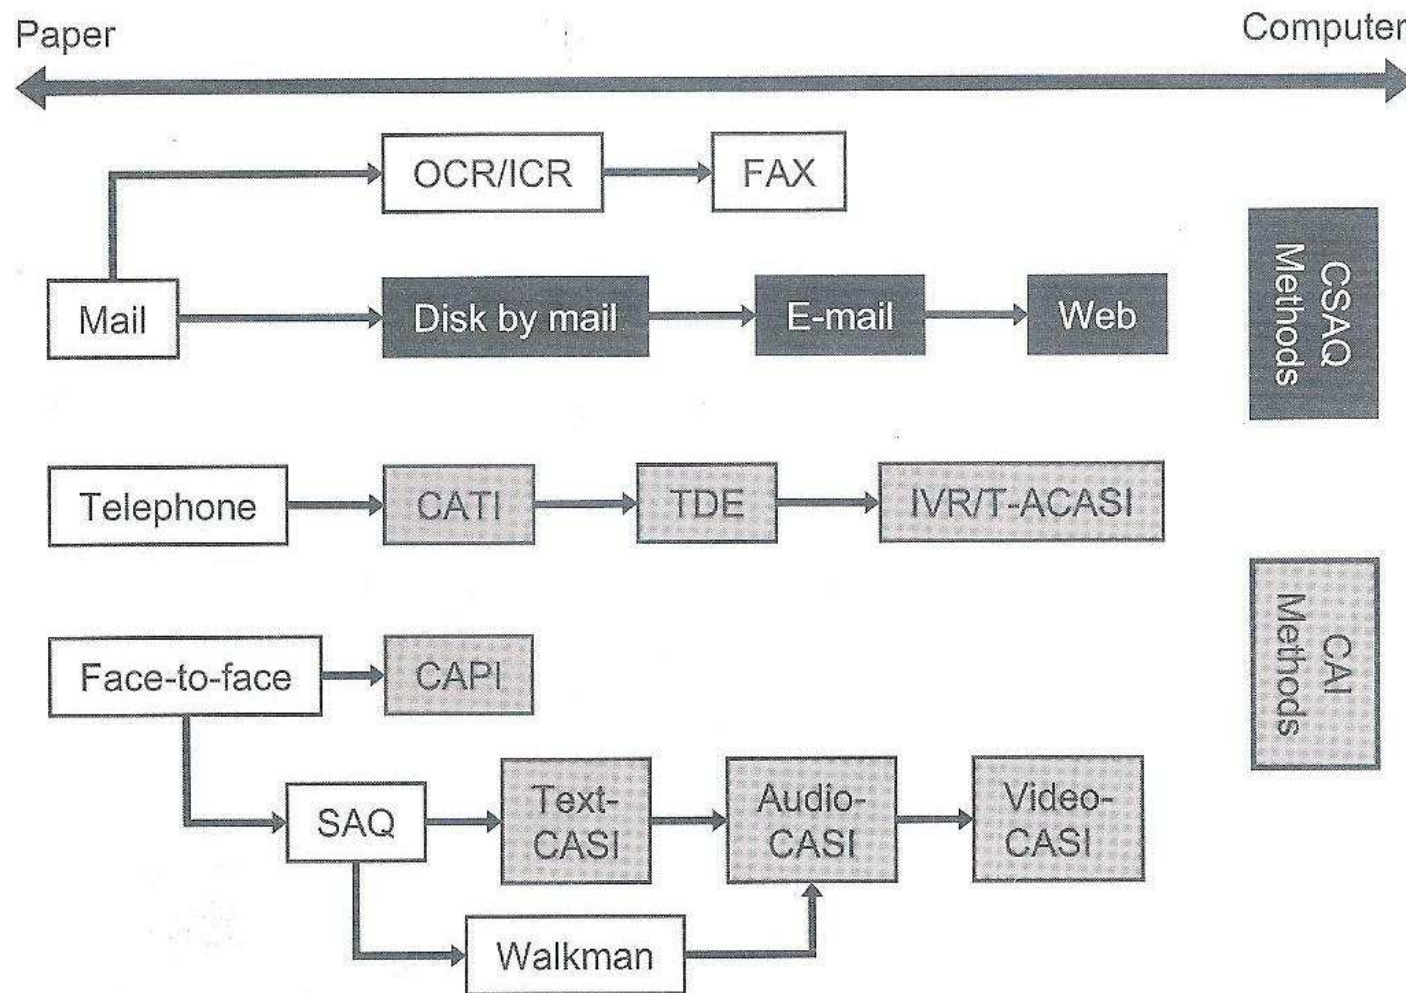 Paper
Computer
OCR/ICR
FAX
Mail
Disk by mail
E-mail
Web
CSAQ
Methods
Telephone
CATI
TDE
IVR/T-ACASI
Face-to-face
CAPI
CAI
Methods
SAQ
Text-
CASI
Audio-
CASI
Video-
CASI
Walkman